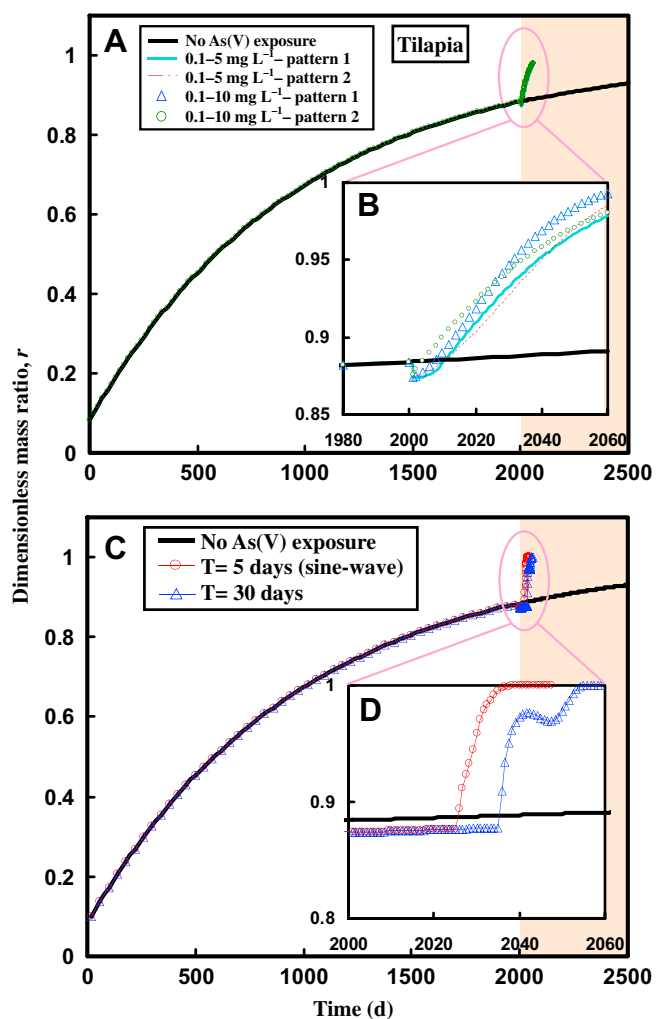 A
No As(V) exposure
0.1–5 mg L⁻¹– pattern 1
0.1–5 mg L⁻¹– pattern 2
0.1–10 mg L⁻¹– pattern 1
0.1–10 mg L⁻¹– pattern 2
Tilapia
1
0.8
0.6
0.4
0.2
0
0
500
1000
1500
2000
2500
B
1
0.95
0.89
0.85
1980
2000
2020
2040
2060
Dimensionless mass ratio, r
C
No As(V) exposure
T= 5 days (sine-wave)
T= 30 days
1
0.8
0.6
0.4
0.2
0
0
500
1000
1500
2000
2500
D
1
0.9
0.8
2000
2020
2040
2060
Time (d)